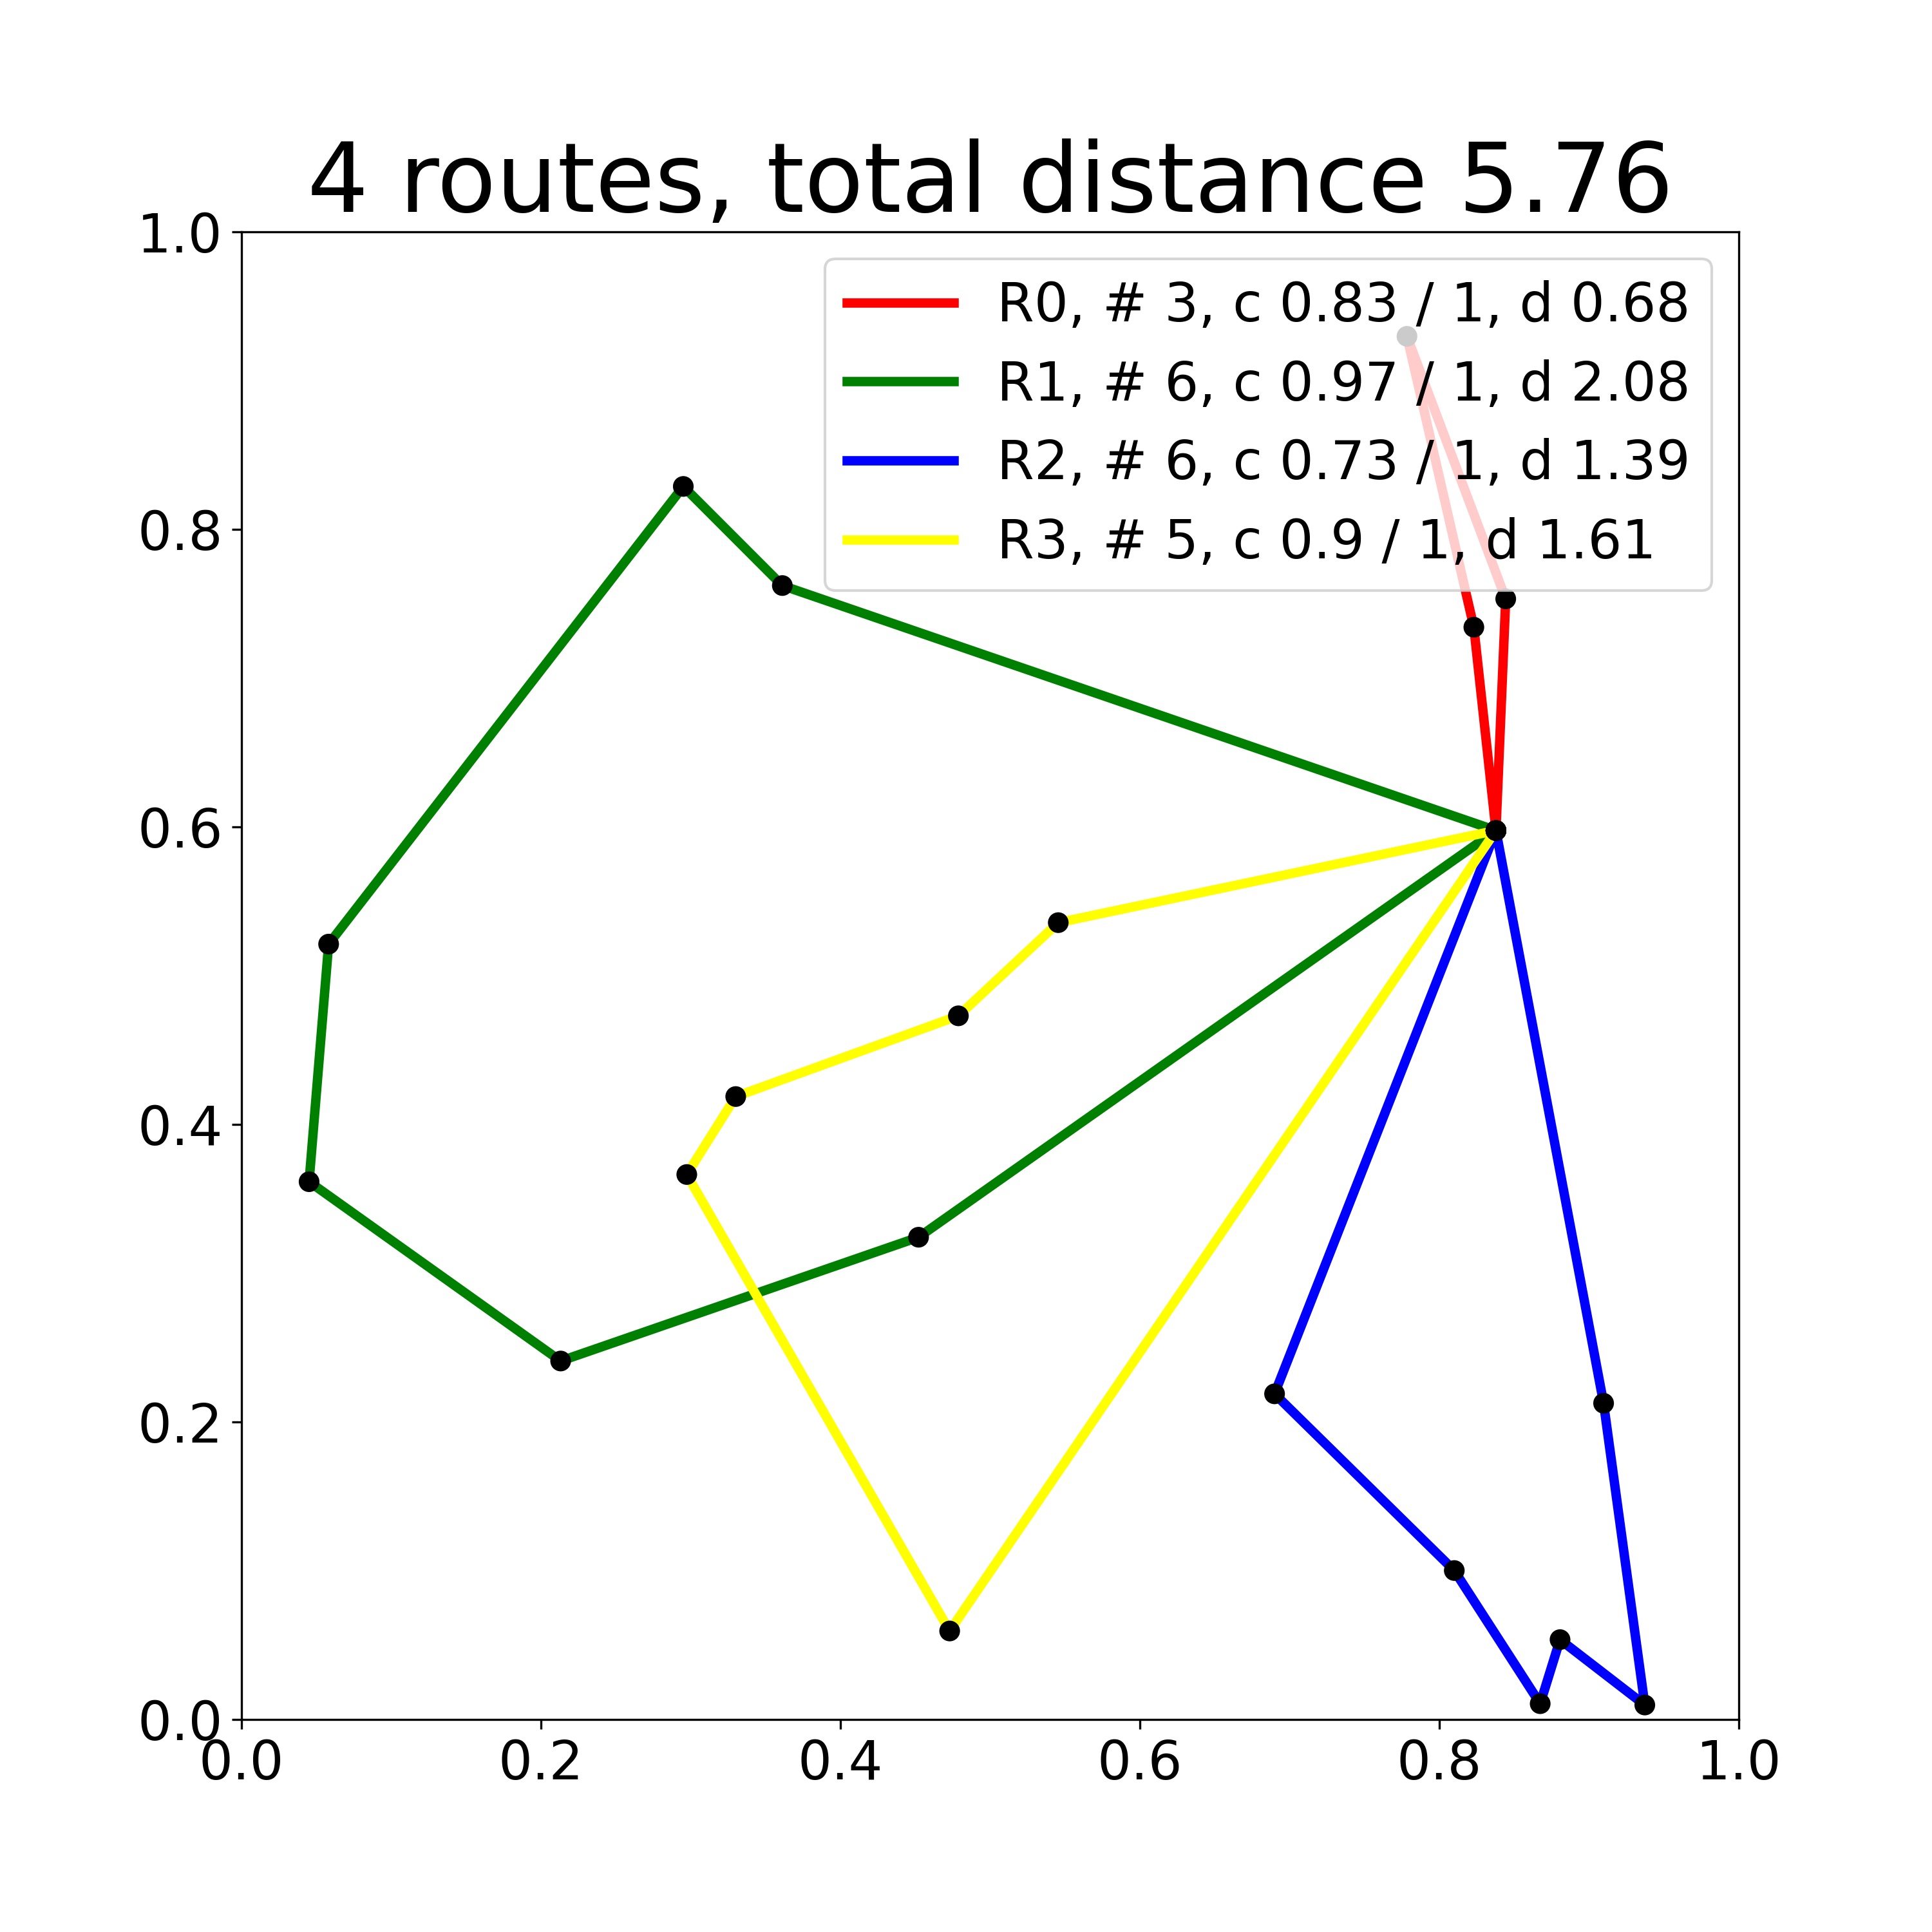 4 routes, total distance 5.76
R0, # 3, c 0.83 / 1, d 0.68
R1, # 6, c 0.97 / 1, d 2.08
R2, # 6, c 0.73 / 1, d 1.39
R3, # 5, c 0.9 / 1, d 1.61
1.0
0.8
0.6
0.4
0.2
0.0
0.0 0.2 0.4 0.6 0.8 1.0